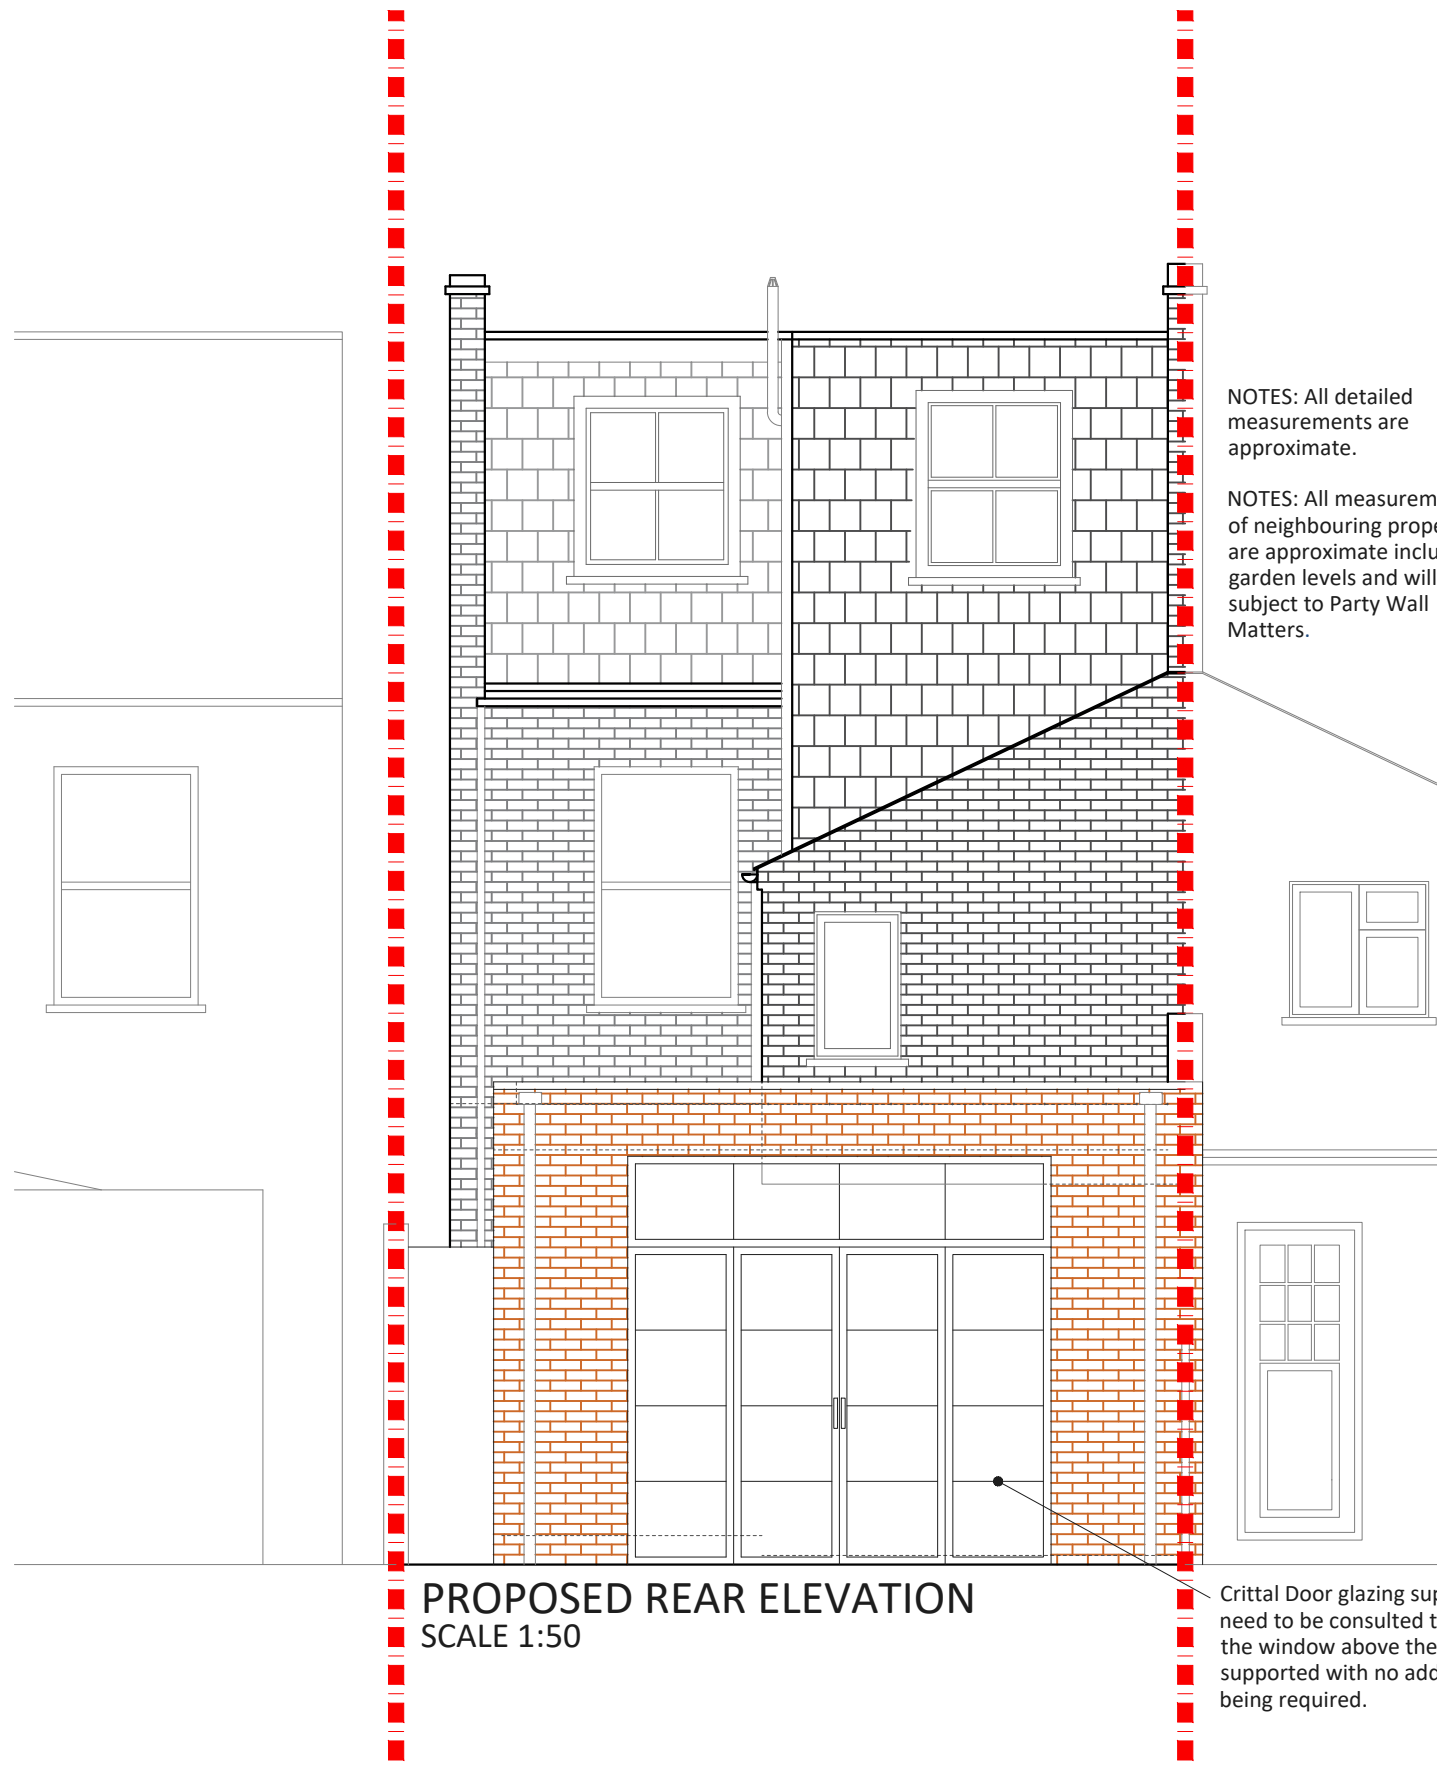 NOTES: All detailed
measurements are
approximate.
NOTES: All measurem
of neighbouring prope
are approximate inclu
garden levels and will
subject to Party Wall
Matters.
PROPOSED REAR ELEVATION
SCALE 1:50
Crittal Door glazing sup
need to be consulted t
the window above the
supported with no add
being required.